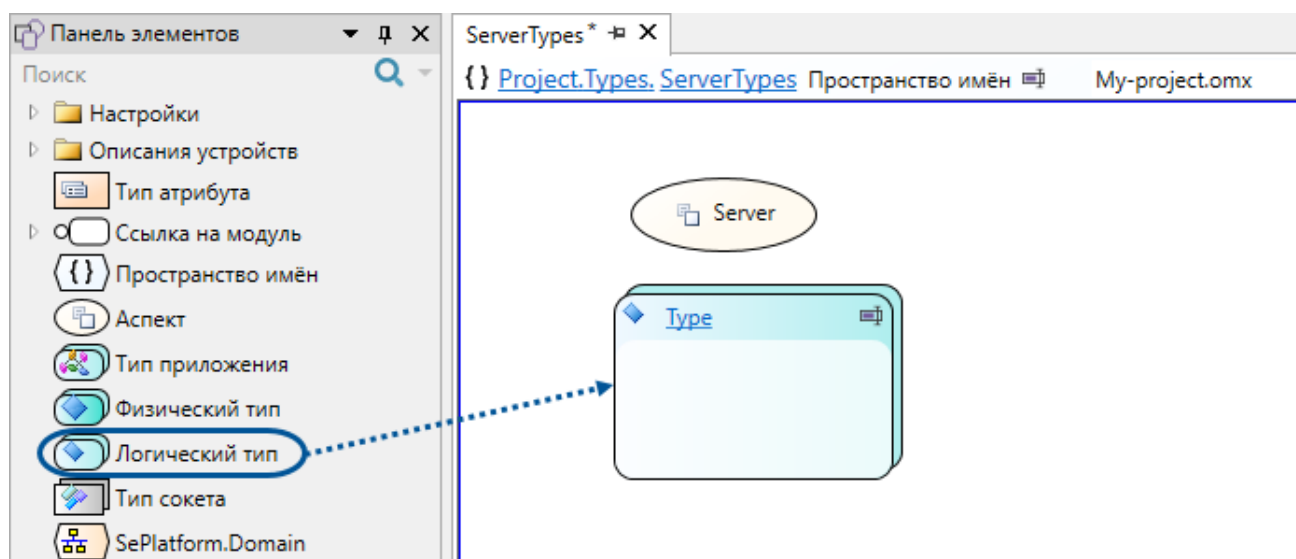 Панель элементов
Поиск
Настройки
Описания устройств
Тип атрибута
Ссылка на модуль
{ } Пространство имён
Аспект
Тип приложения
Физический тип
Логический тип
Тип сокета
SePlatform.Domain
ServerTypes*
{ } Project.Types. ServerTypes Пространство имён My-project.omx
Server
Type